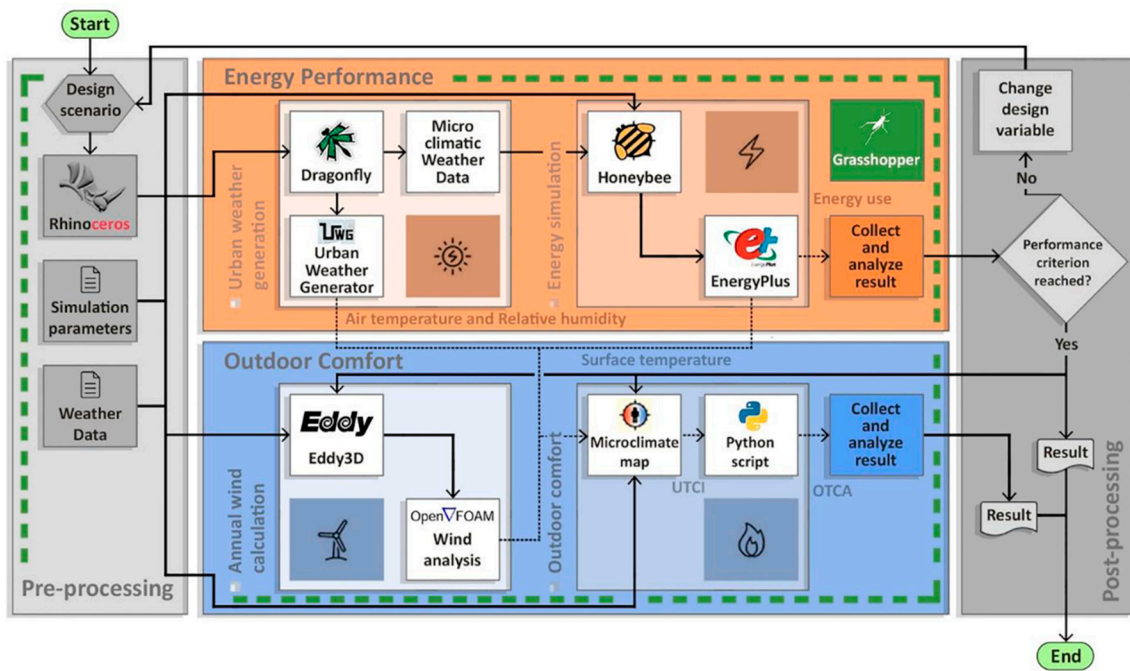 Start
Design
scenario
Rhinoceros
Simulation
parameters
Weather
Data
Pre-processing
Energy Performance
Urban weather
generation
Dragonfly
Micro
climatic
Weather
Data
UWG
Urban
Weather
Generator
Energy simulation
Honeybee
EnergyPlus
EnergyPlus
Grasshopper
Energy use
Collect
and
analyze
result
Air temperature and Relative humidity
Outdoor Comfort
Surface temperature
Annual wind
calculation
Eddy
Eddy3D
Open∇FOAM
Wind
analysis
Outdoor comfort
Microclimate
map
UTCI
Python
script
OTCA
Collect
and
analyze
result
Change
design
variable
No
Performance
criterion
reached?
Yes
Result
Result
Post-processing
End